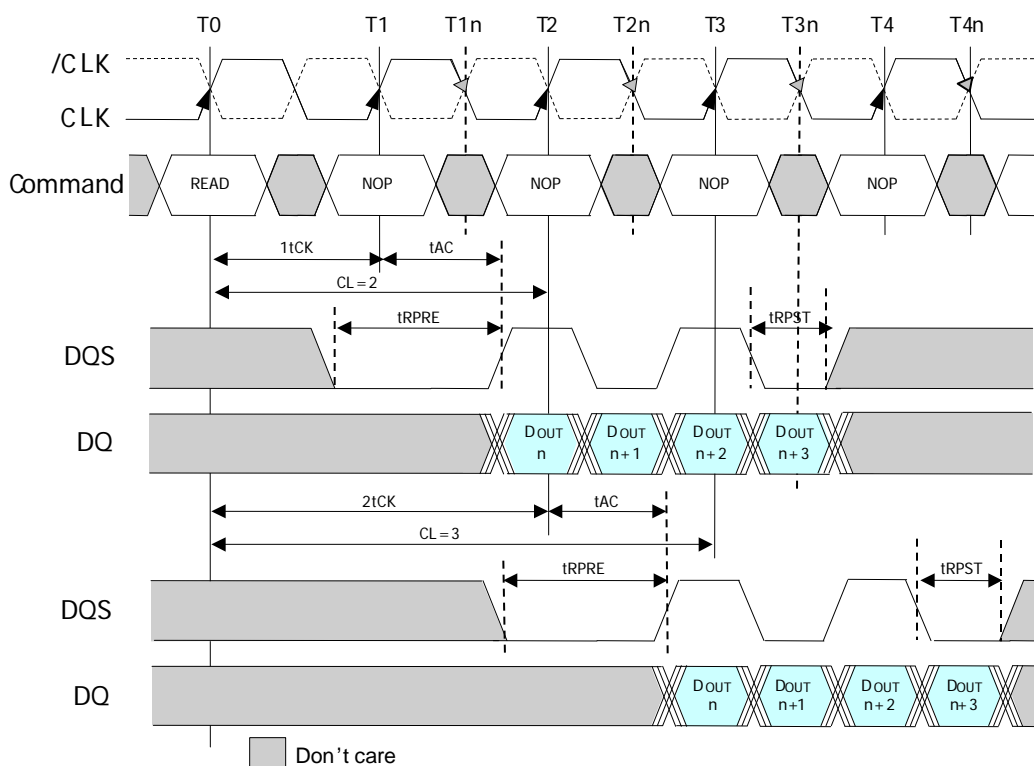 T0 T1 T1n T2 T2n T3 T3n T4 T4n
/CLK
CLK
Command READ NOP NOP NOP NOP
1tCK tAC
CL=2
tRPRE tRPST
DQS
DQ DOUT n DOUT n+1 DOUT n+2 DOUT n+3
2tCK tAC
CL=3
tRPRE tRPST
DQS
DQ DOUT n DOUT n+1 DOUT n+2 DOUT n+3
Don't care